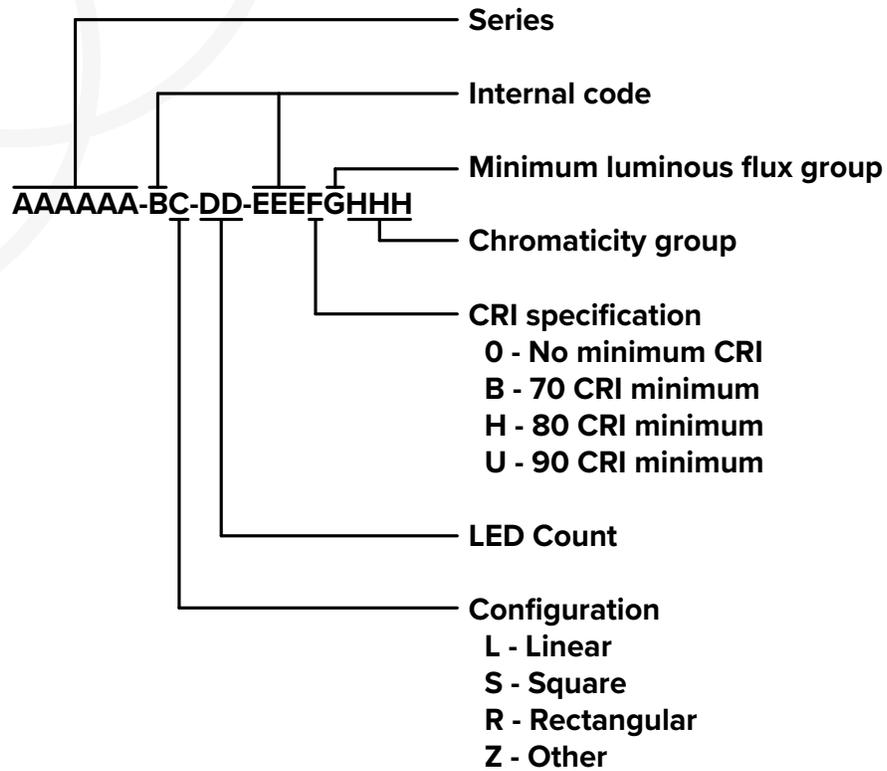 Series
Internal code
Minimum luminous flux group
AAAAAA-BC-DD-EEEFGHHH
Chromaticity group
CRI specification
0 - No minimum CRI
B - 70 CRI minimum
H - 80 CRI minimum
U - 90 CRI minimum
LED Count
Configuration
L - Linear
S - Square
R - Rectangular
Z - Other